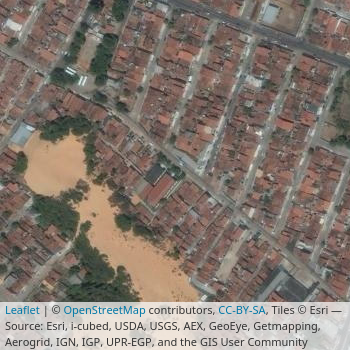 Leaflet | © OpenStreetMap contributors, CC-BY-SA, Tiles © Esri —
Source: Esri, i-cubed, USDA, USGS, AEX, GeoEye, Getmapping,
Aerogrid, IGN, IGP, UPR-EGP, and the GIS User Community